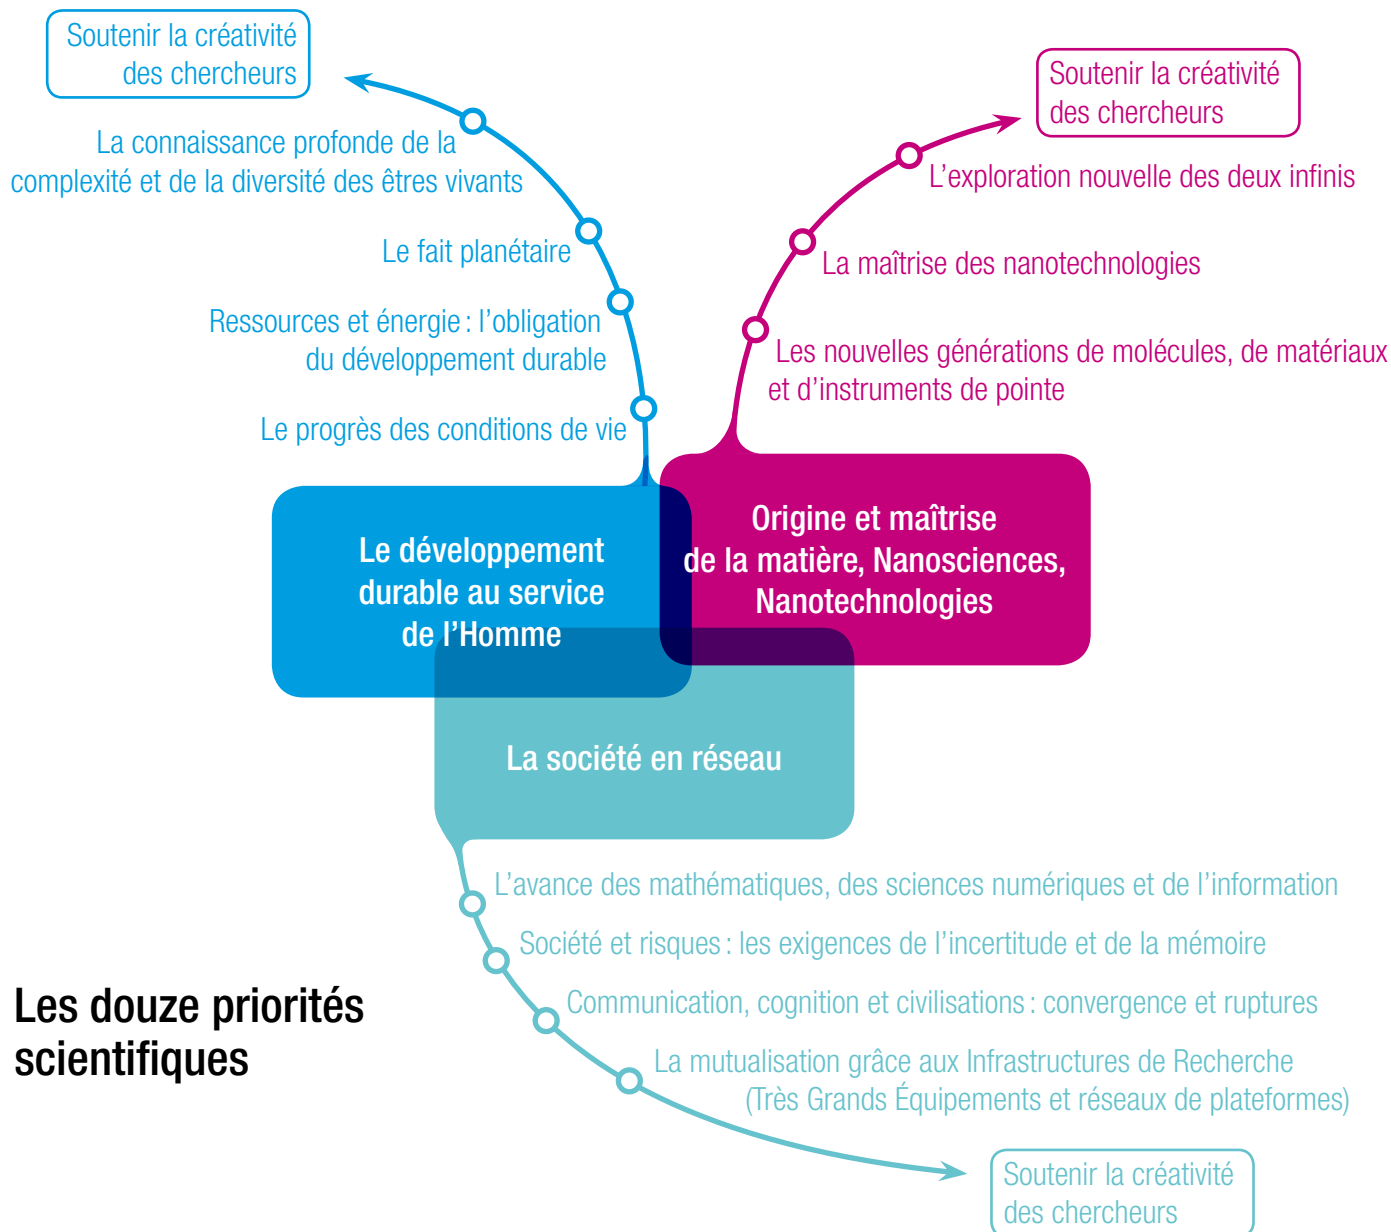 Soutenir la créativité
des chercheurs
La connaissance profonde de la
complexité et de la diversité des êtres vivants
Le fait planétaire
Ressources et énergie : l’obligation
du développement durable
Le progrès des conditions de vie
Soutenir la créativité
des chercheurs
L’exploration nouvelle des deux infinis
La maîtrise des nanotechnologies
Les nouvelles générations de molécules, de matériaux
et d’instruments de pointe
Le développement
durable au service
de l’Homme
Origine et maîtrise
de la matière, Nanosciences,
Nanotechnologies
La société en réseau
L’avance des mathématiques, des sciences numériques et de l’information
Société et risques : les exigences de l’incertitude et de la mémoire
Communication, cognition et civilisations : convergence et ruptures
La mutualisation grâce aux Infrastructures de Recherche
(Très Grands Équipements et réseaux de plateformes)
Soutenir la créativité
des chercheurs
Les douze priorités
scientifiques